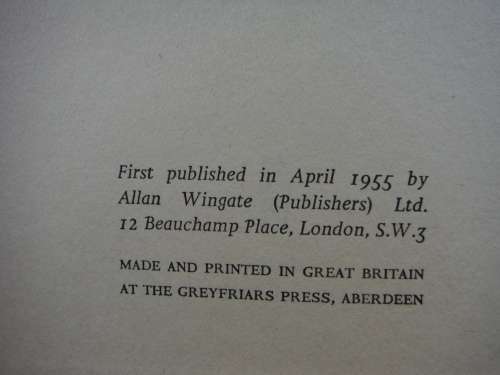 First published in April 1955 by
Allan Wingate (Publishers) Ltd.
12 Beauchamp Place, London, S.W.3
MADE AND PRINTED IN GREAT BRITAIN
AT THE GREYFRIARS PRESS, ABERDEEN